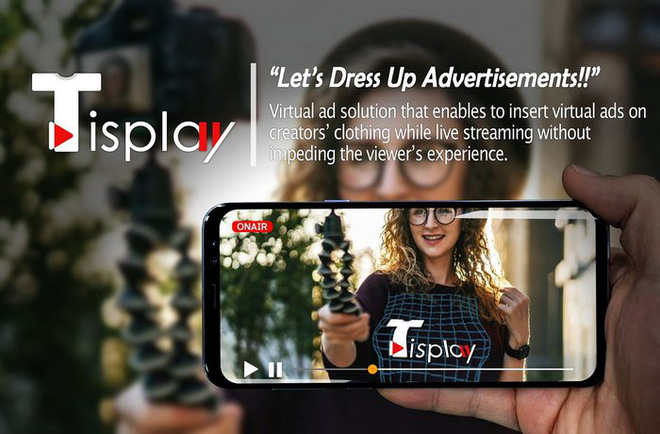 Tisplay
“Let’s Dress Up Advertisements!!”
Virtual ad solution that enables to insert virtual ads on
creators’ clothing while live streaming without
impeding the viewer’s experience.
ONAIR
Tisplay